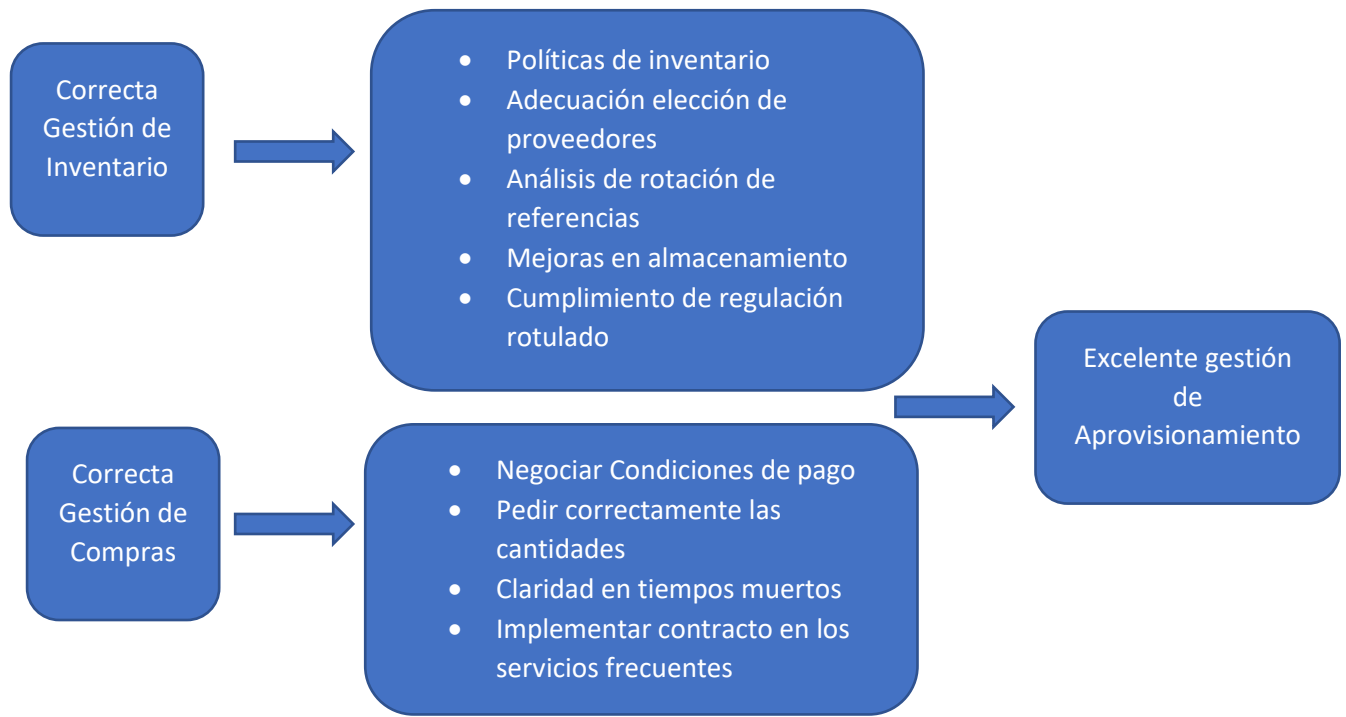 Correcta
Gestión de
Inventario
• Políticas de inventario
• Adecuación elección de
proveedores
• Análisis de rotación de
referencias
• Mejoras en almacenamiento
• Cumplimiento de regulación
rotulado
Correcta
Gestión de
Compras
• Negociar Condiciones de pago
• Pedir correctamente las
cantidades
• Claridad en tiempos muertos
• Implementar contracto en los
servicios frecuentes
Excelente gestión
de
Aprovisionamiento